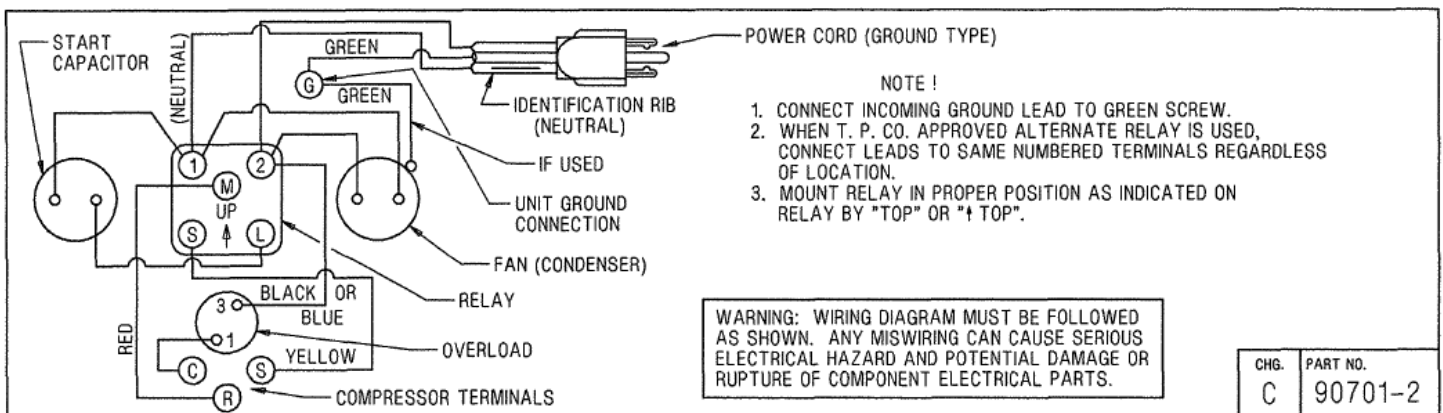 START
CAPACITOR
(NEUTRAL)
GREEN
G
GREEN
POWER CORD (GROUND TYPE)
IDENTIFICATION RIB
(NEUTRAL)
IF USED
UNIT GROUND
CONNECTION
FAN (CONDENSER)
1
2
M
UP
S
L
RELAY
BLACK OR
BLUE
RED
3
1
OVERLOAD
YELLOW
C
S
R
COMPRESSOR TERMINALS
NOTE !
1. CONNECT INCOMING GROUND LEAD TO GREEN SCREW.
2. WHEN T. P. CO. APPROVED ALTERNATE RELAY IS USED,
CONNECT LEADS TO SAME NUMBERED TERMINALS REGARDLESS
OF LOCATION.
3. MOUNT RELAY IN PROPER POSITION AS INDICATED ON
RELAY BY "TOP" OR "↑ TOP".
WARNING: WIRING DIAGRAM MUST BE FOLLOWED
AS SHOWN. ANY MISWIRING CAN CAUSE SERIOUS
ELECTRICAL HAZARD AND POTENTIAL DAMAGE OR
RUPTURE OF COMPONENT ELECTRICAL PARTS.
CHG.
C
PART NO.
90701-2